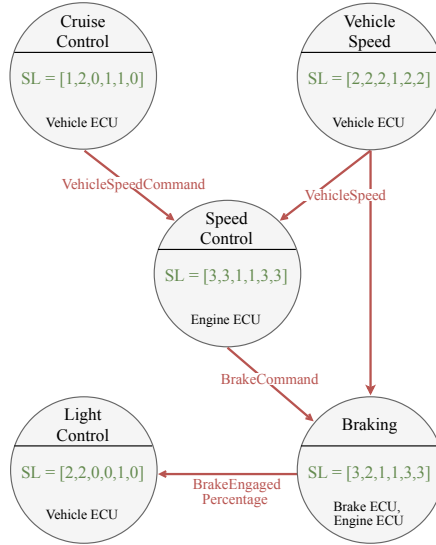 Cruise
Control
SL = [1,2,0,1,1,0]
Vehicle ECU
Vehicle
Speed
SL = [2,2,2,1,2,2]
Vehicle ECU
VehicleSpeedCommand
VehicleSpeed
Speed
Control
SL = [3,3,1,1,3,3]
Engine ECU
BrakeCommand
Light
Control
SL = [2,2,0,0,1,0]
Vehicle ECU
BrakeEngaged
Percentage
Braking
SL = [3,2,1,1,3,3]
Brake ECU,
Engine ECU